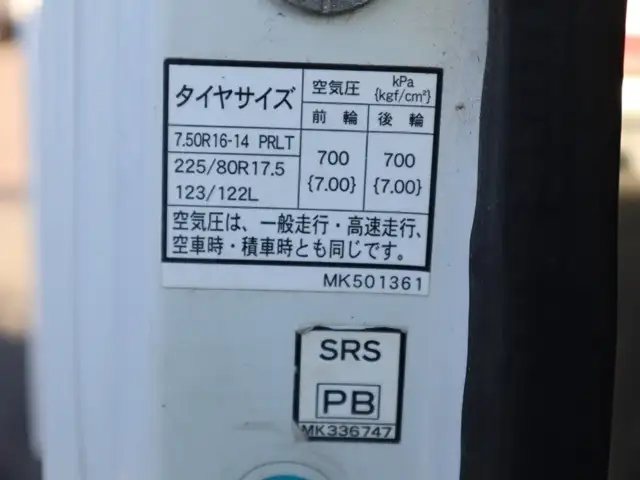 タイヤサイズ
空気圧 kPa {kgf/cm²}
前輪 後輪
7.50R16-14 PRLT
225/80R17.5
123/122L
700 {7.00}
700 {7.00}
空気圧は、一般走行・高速走行、
空車時・積車時とも同じです。
MK501361
SRS
PB
MK336747